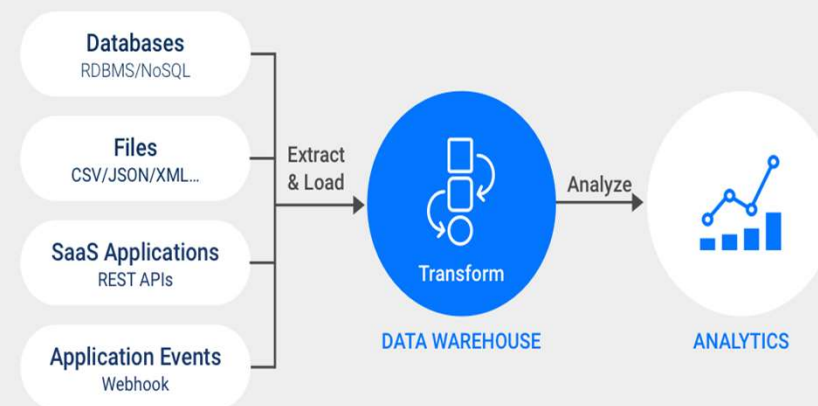 Databases
RDBMS/NoSQL
Files
CSV/JSON/XML...
SaaS Applications
REST APIs
Application Events
Webhook
Extract
& Load
Transform
DATA WAREHOUSE
Analyze
ANALYTICS